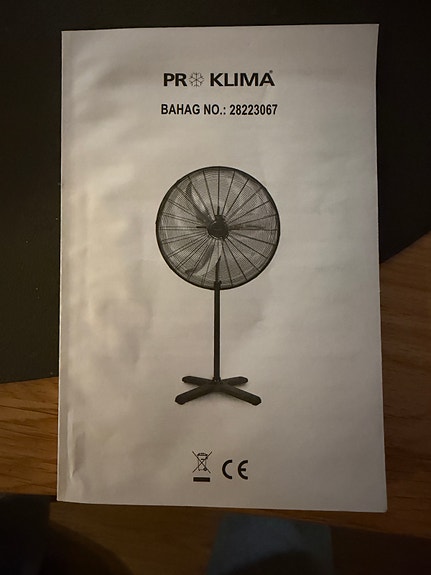 PRO KLIMA®
BAHAG NO.: 28223067
CE